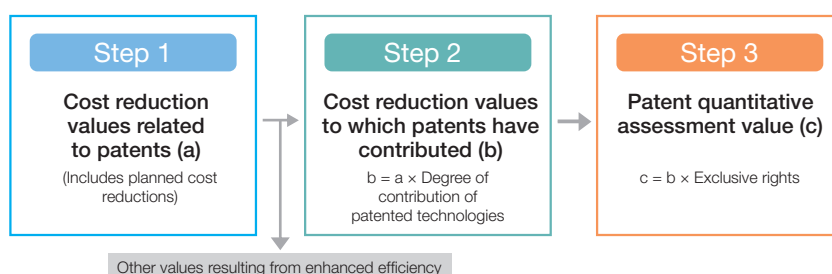 Step 1
Cost reduction
values related
to patents (a)
(Includes planned cost
reductions)
Step 2
Cost reduction values
to which patents have
contributed (b)
b = a × Degree of
contribution of
patented technologies
Step 3
Patent quantitative
assessment value (c)
c = b × Exclusive rights
Other values resulting from enhanced efficiency